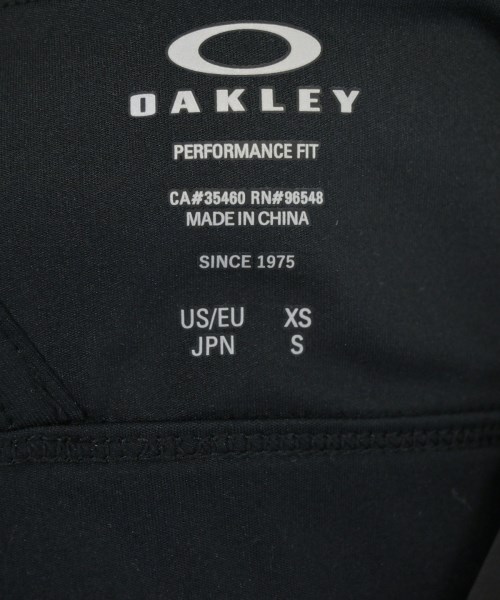 OAKLEY
PERFORMANCE FIT
CA#35460 RN#96548
MADE IN CHINA
SINCE 1975
US/EU XS
JPN S